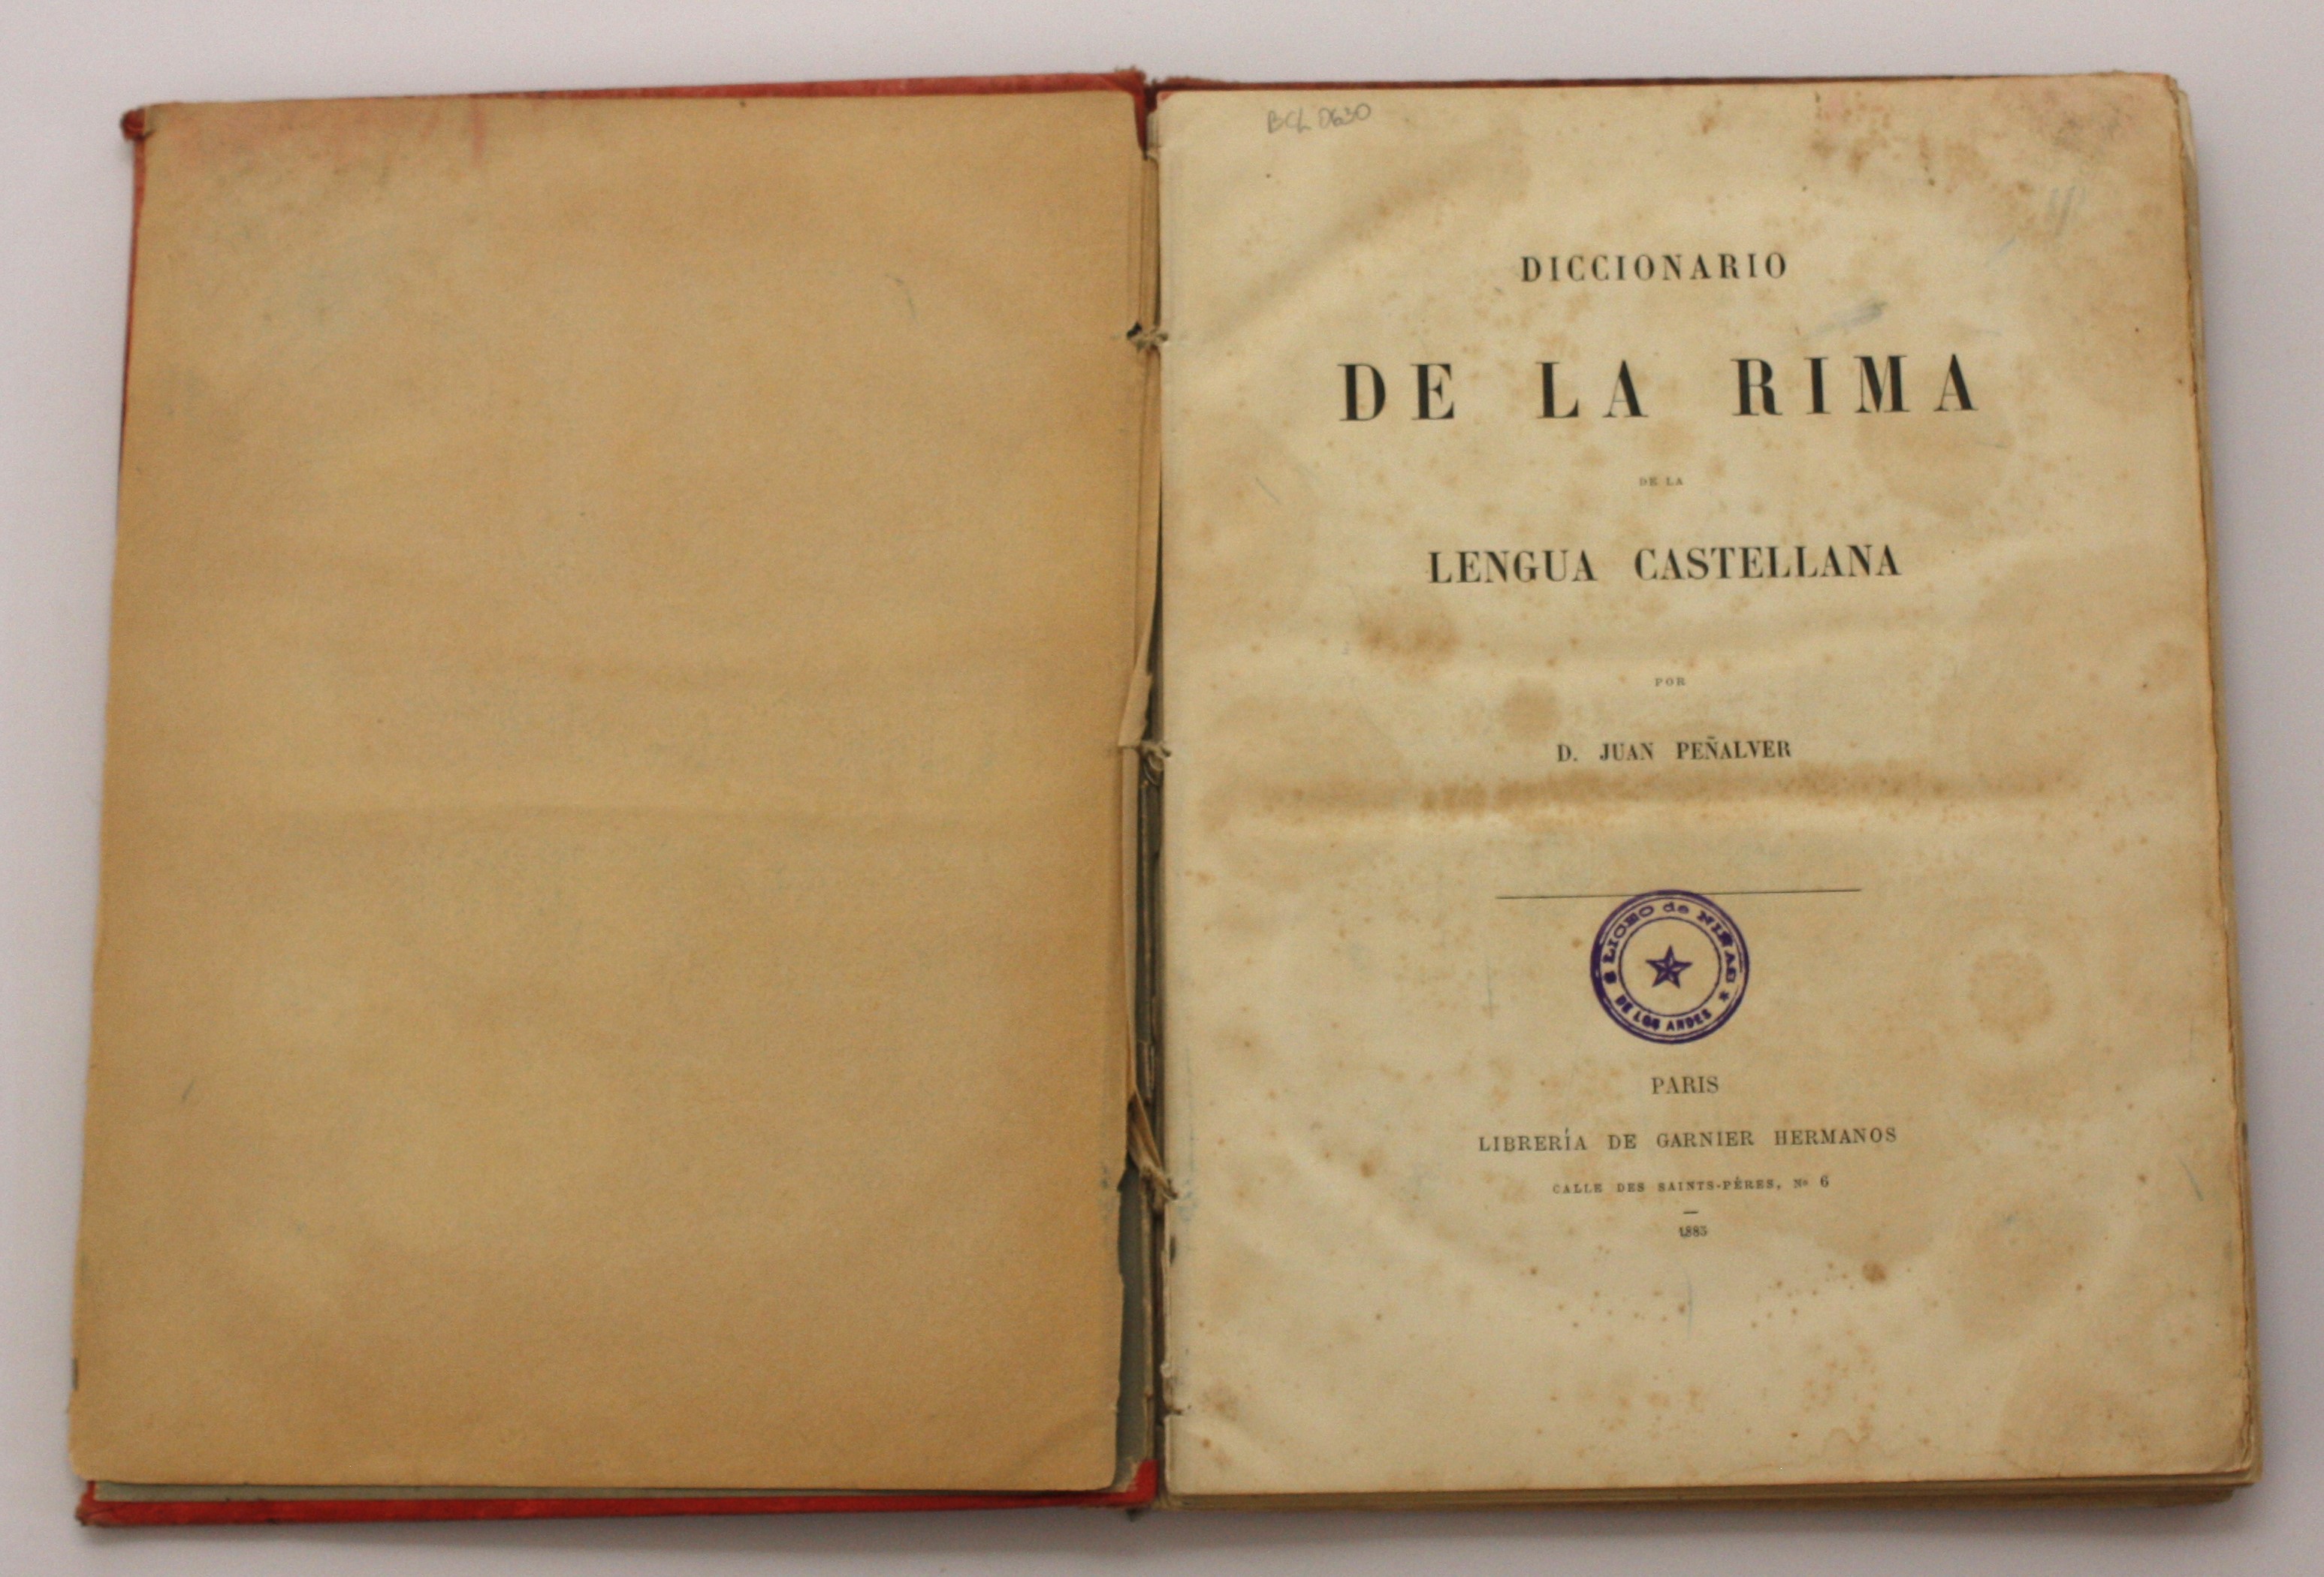 BCL 0630
DICCIONARIO
DE LA RIMA
DE LA
LENGUA CASTELLANA
POR
D. JUAN PEÑALVER
LICEO de NIÑAS
DE LOS ANDES
PARIS
LIBRERÍA DE GARNIER HERMANOS
CALLE DES SAINTS-PÈRES, Nº 6
1883